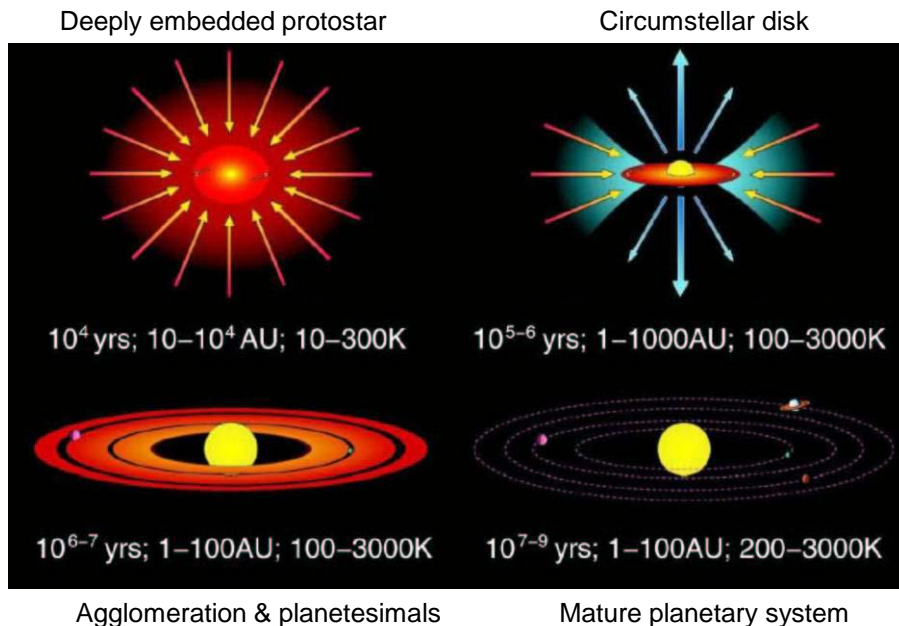 Deeply embedded protostar
Circumstellar disk
10⁴ yrs; 10–10⁴ AU; 10–300K
10⁵⁻⁶ yrs; 1–1000AU; 100–3000K
10⁶⁻⁷ yrs; 1–100AU; 100–3000K
10⁷⁻⁹ yrs; 1–100AU; 200–3000K
Agglomeration & planetesimals
Mature planetary system